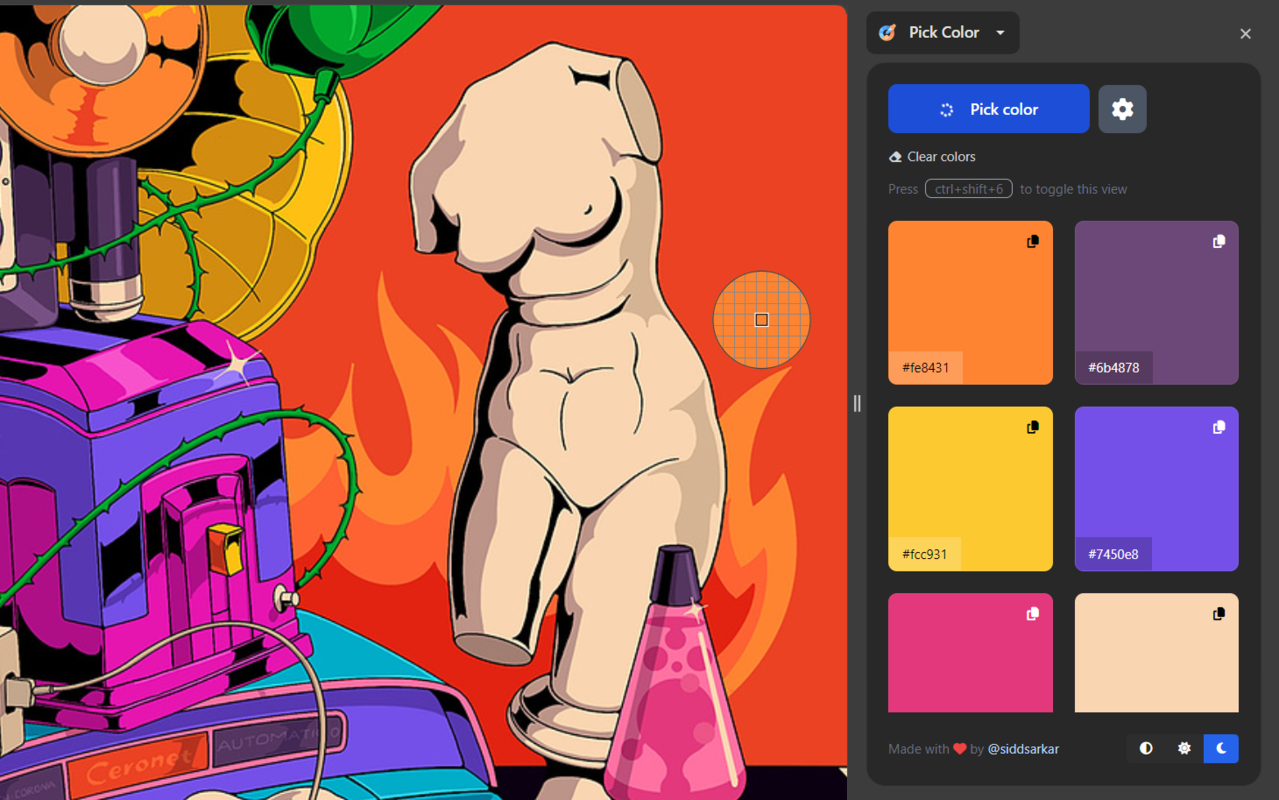 Pick Color
Pick color
Clear colors
Press ctrl+shift+6 to toggle this view
#fe8431
#6b4878
#fcc931
#7450e8
Made with by @siddsarkar
Ceronet
AUTOMATIC
CORONA